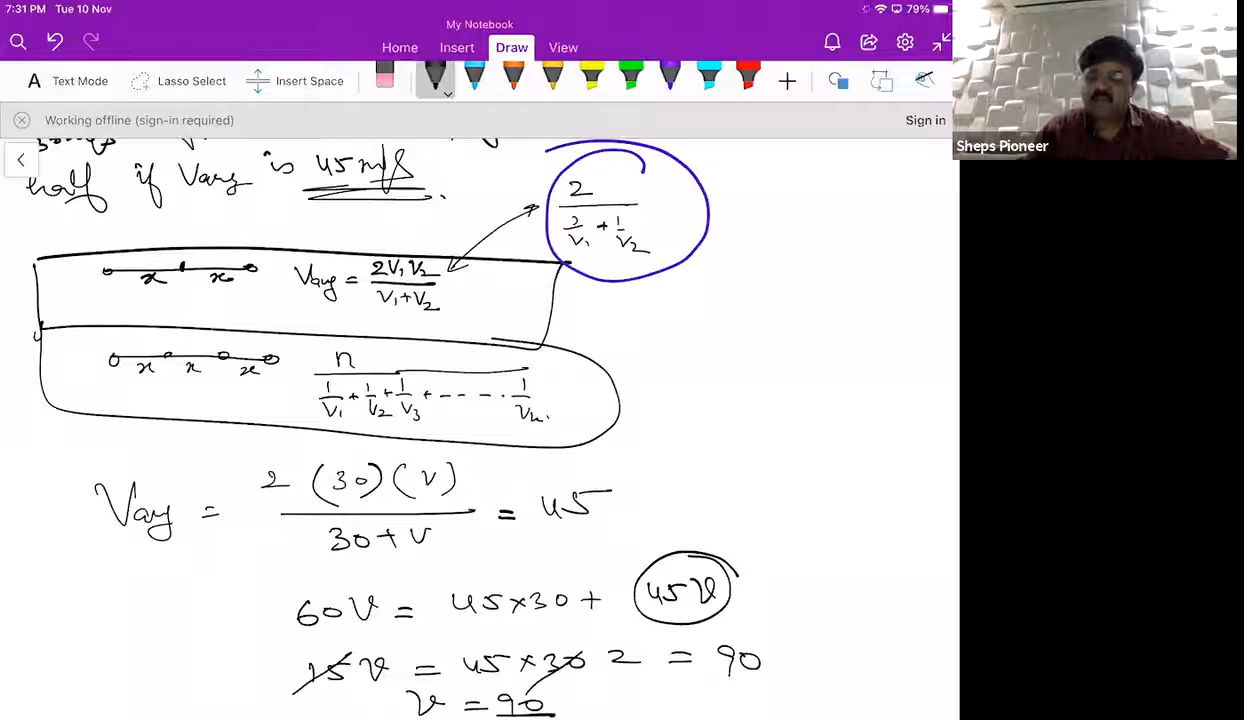 7:31 PM Tue 10 Nov
79%
My Notebook
Home Insert Draw View
A Text Mode Lasso Select Insert Space
Working offline (sign-in required)
Sign in
Sheps Pioneer
half if Vavg is 45 m/s.
2
1/V₁ + 1/V₂
x x Vavg = 2V₁V₂ / V₁+V₂
x x x n
1/V₁ + 1/V₂ + 1/V₃ + - - - - . 1/Vn.
Vavg = 2 (30)(V) / 30+V = 45
60V = 45×30 + 45V
15V = 45×30 2 = 90
V = 90